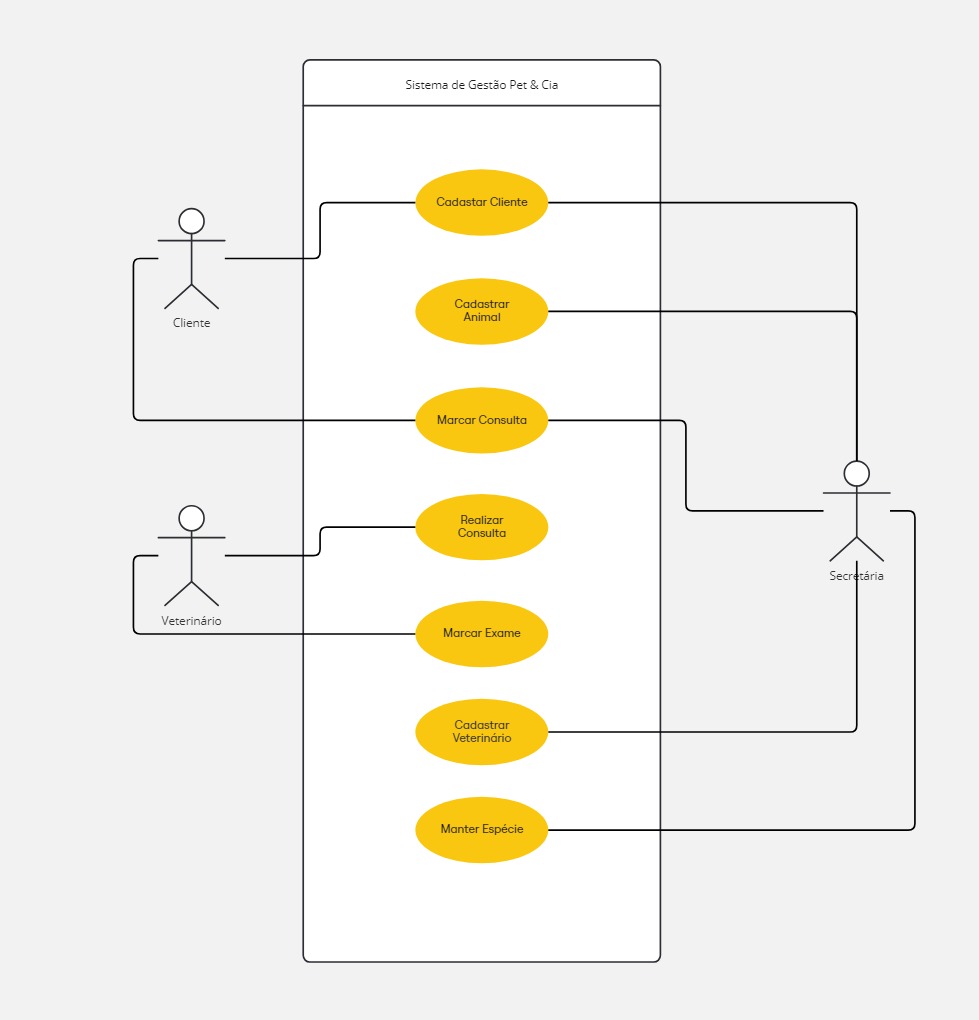 Sistema de Gestão Pet & Cia
Cadastar Cliente
Cliente
Cadastrar
Animal
Marcar Consulta
Realizar
Consulta
Secretária
Veterinário
Marcar Exame
Cadastrar
Veterinário
Manter Espécie